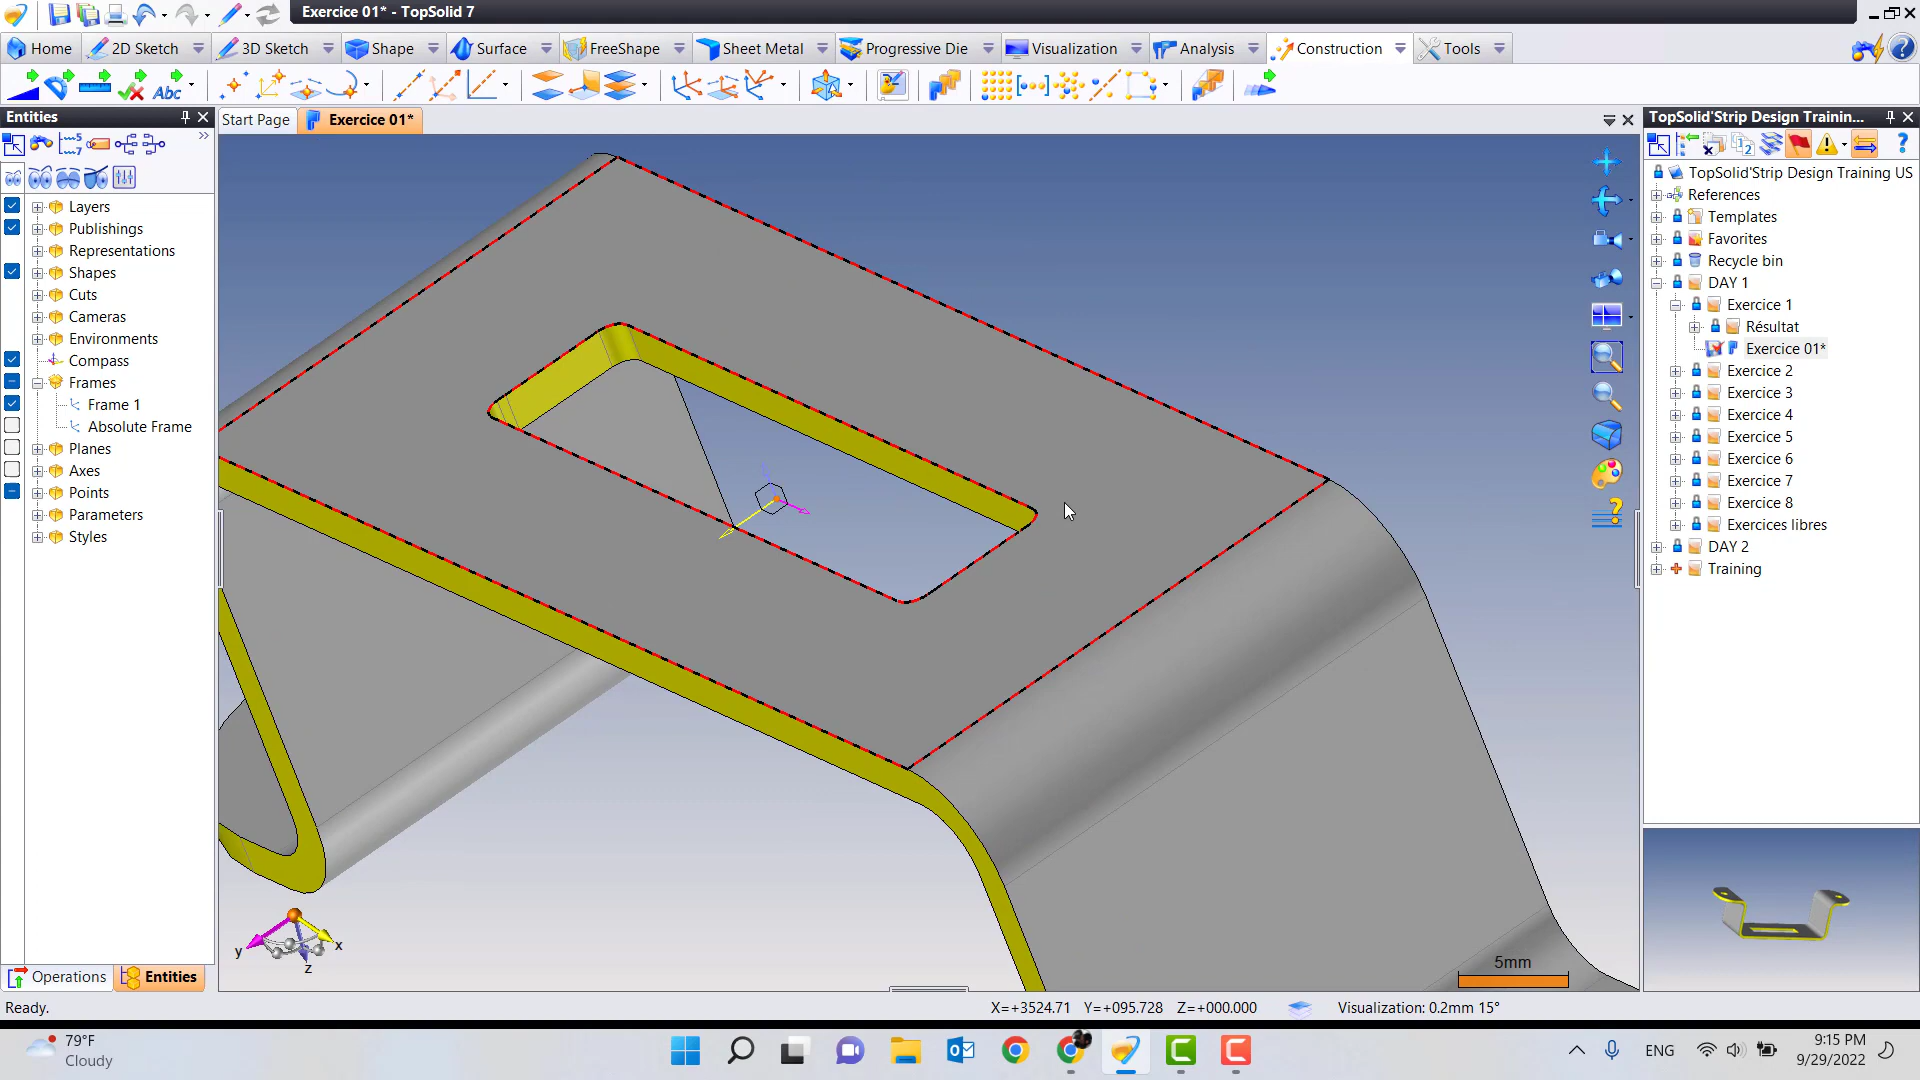 Exercice 01* - TopSolid 7
Home
2D Sketch
3D Sketch
Shape
Surface
FreeShape
Sheet Metal
Progressive Die
Visualization
Analysis
Construction
Tools
Abc
Entities
Start Page
Exercice 01*
TopSolid'Strip Design Trainin...
Layers
Publishings
Representations
Shapes
Cuts
Cameras
Environments
Compass
Frames
Frame 1
Absolute Frame
Planes
Axes
Points
Parameters
Styles
TopSolid'Strip Design Training US
References
Templates
Favorites
Recycle bin
DAY 1
Exercice 1
Résultat
Exercice 01*
Exercice 2
Exercice 3
Exercice 4
Exercice 5
Exercice 6
Exercice 7
Exercice 8
Exercices libres
DAY 2
Training
y
x
z
5mm
Operations
Entities
Ready.
X=+3524.71 Y=+095.728 Z=+000.000
Visualization: 0.2mm 15°
79°F
Cloudy
ENG
9:15 PM
9/29/2022